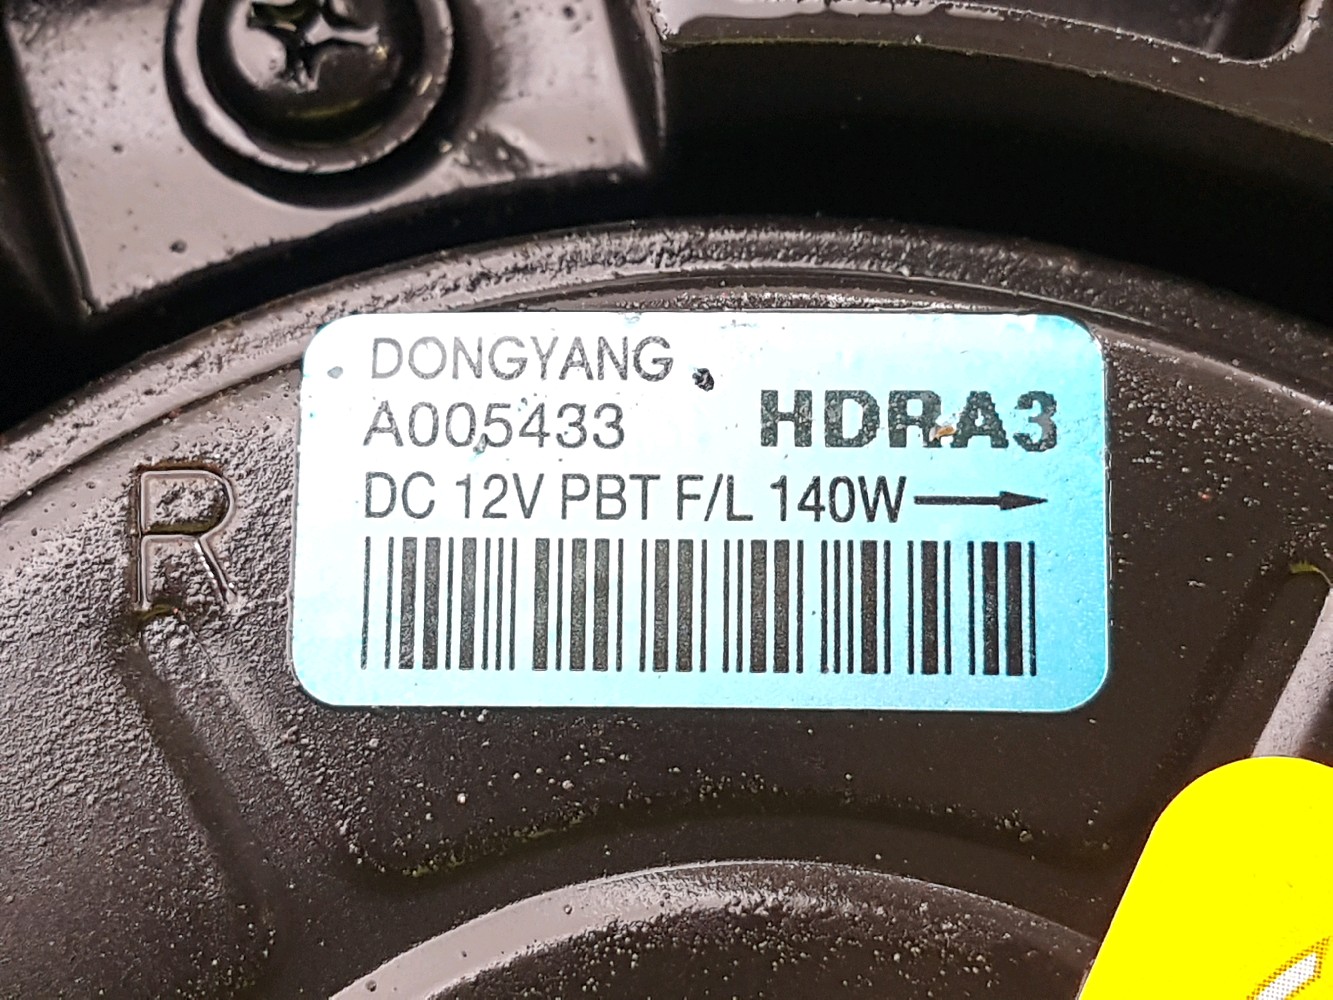 DONGYANG
A005433
HDRA3
DC 12V PBT F/L 140W
R